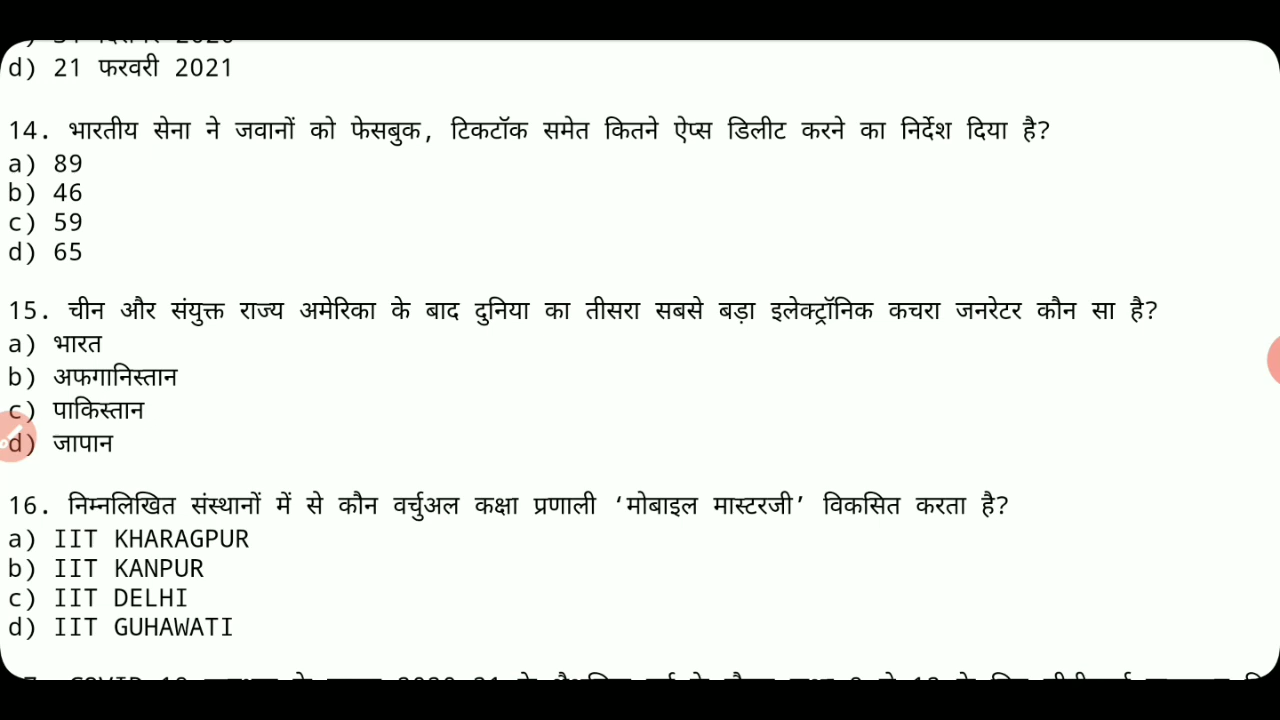 d) 21 फरवरी 2021
14. भारतीय सेना ने जवानों को फेसबुक, टिकटॉक समेत कितने ऐप्स डिलीट करने का निर्देश दिया है?
a) 89
b) 46
c) 59
d) 65
15. चीन और संयुक्त राज्य अमेरिका के बाद दुनिया का तीसरा सबसे बड़ा इलेक्ट्रॉनिक कचरा जनरेटर कौन सा है?
a) भारत
b) अफगानिस्तान
c) पाकिस्तान
d) जापान
16. निम्नलिखित संस्थानों में से कौन वर्चुअल कक्षा प्रणाली ‘मोबाइल मास्टरजी’ विकसित करता है?
a) IIT KHARAGPUR
b) IIT KANPUR
c) IIT DELHI
d) IIT GUHAWATI